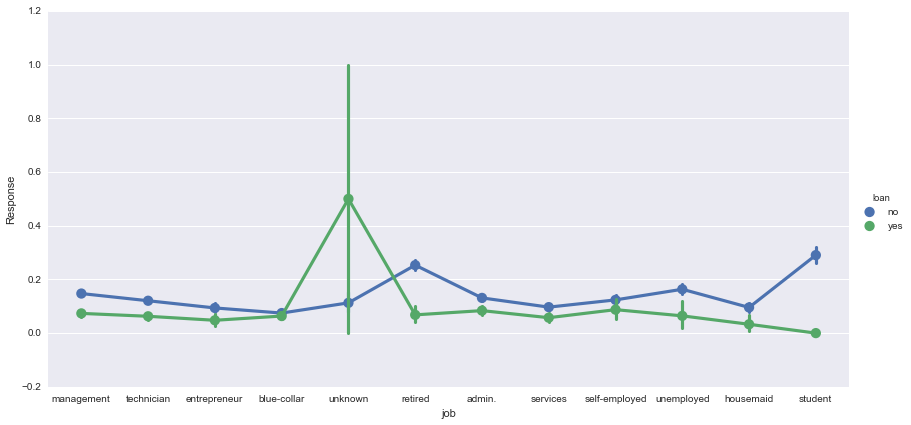 1.2
1.0
0.8
0.6
0.4
0.2
0.0
−0.2
Response
management technician entrepreneur blue-collar unknown retired admin. services self-employed unemployed housemaid student
job
loan
no
yes